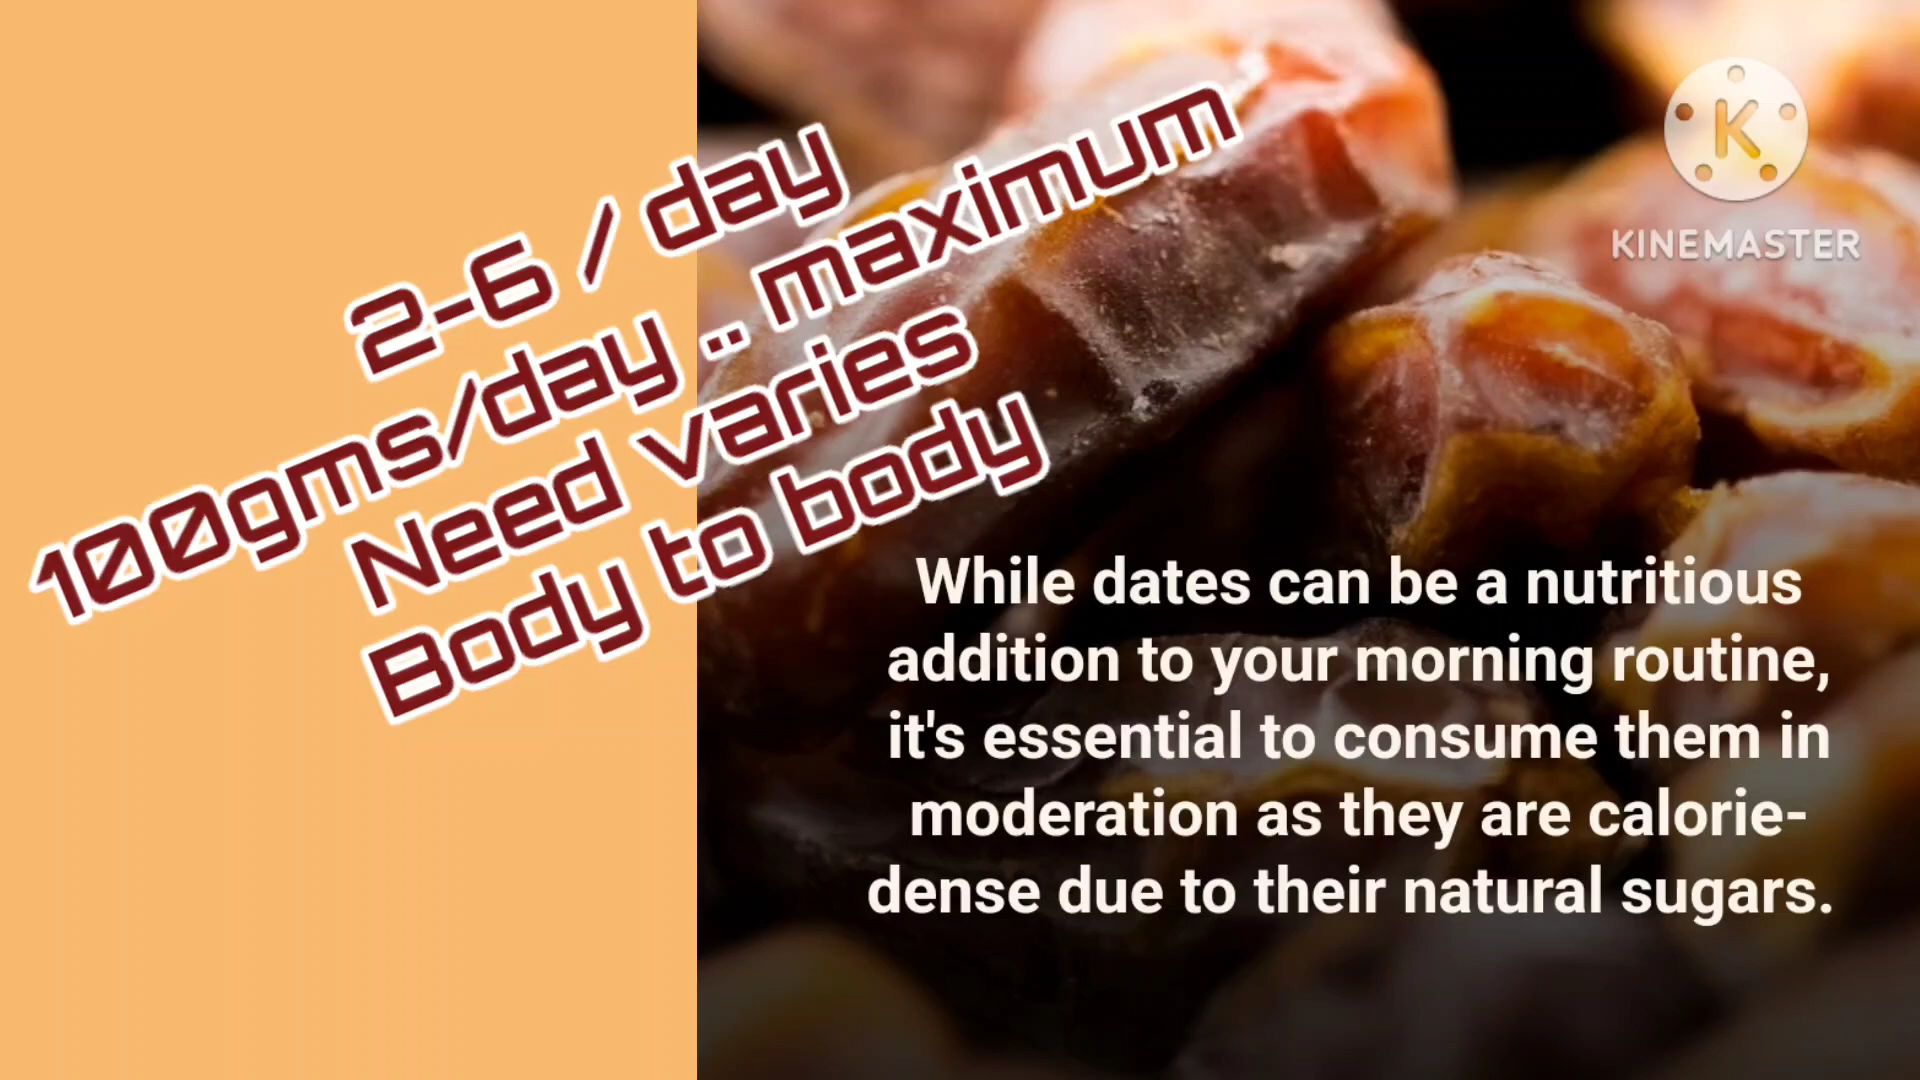 2-6 / day
100gms/day .. maximum
Need varies
Body to body
KINEMASTER
While dates can be a nutritious
addition to your morning routine,
it's essential to consume them in
moderation as they are calorie-
dense due to their natural sugars.